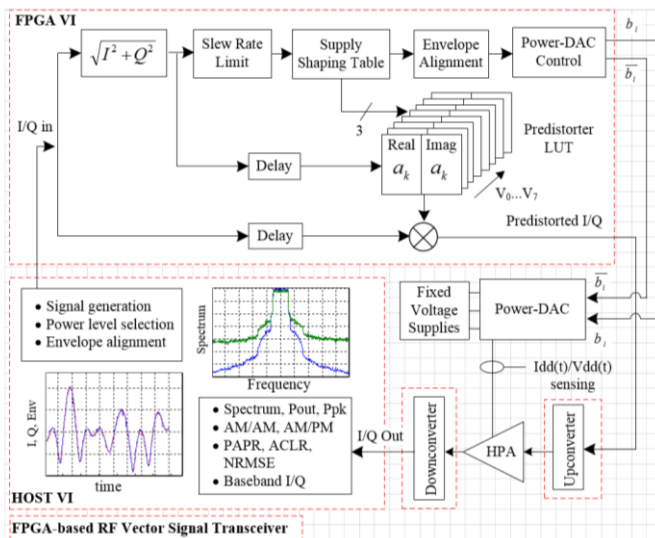 FPGA VI
√I² + Q²
Slew Rate
Limit
Supply
Shaping Table
Envelope
Alignment
Power-DAC
Control
b_i
b̅_i
I/Q in
3
Real
a_k
Imag
a_k
Predistorter
LUT
V₀...V₇
Delay
Predistorted I/Q
Delay
• Signal generation
• Power level selection
• Envelope alignment
Spectrum
Frequency
Fixed
Voltage
Supplies
Power-DAC
b̅_i
b_i
Idd(t)/Vdd(t)
sensing
I, Q, Env
time
• Spectrum, Pout, Ppk
• AM/AM, AM/PM
• PAPR, ACLR,
NRMSE
• Baseband I/Q
I/Q Out
Downconverter
HPA
Upconverter
HOST VI
FPGA-based RF Vector Signal Transceiver